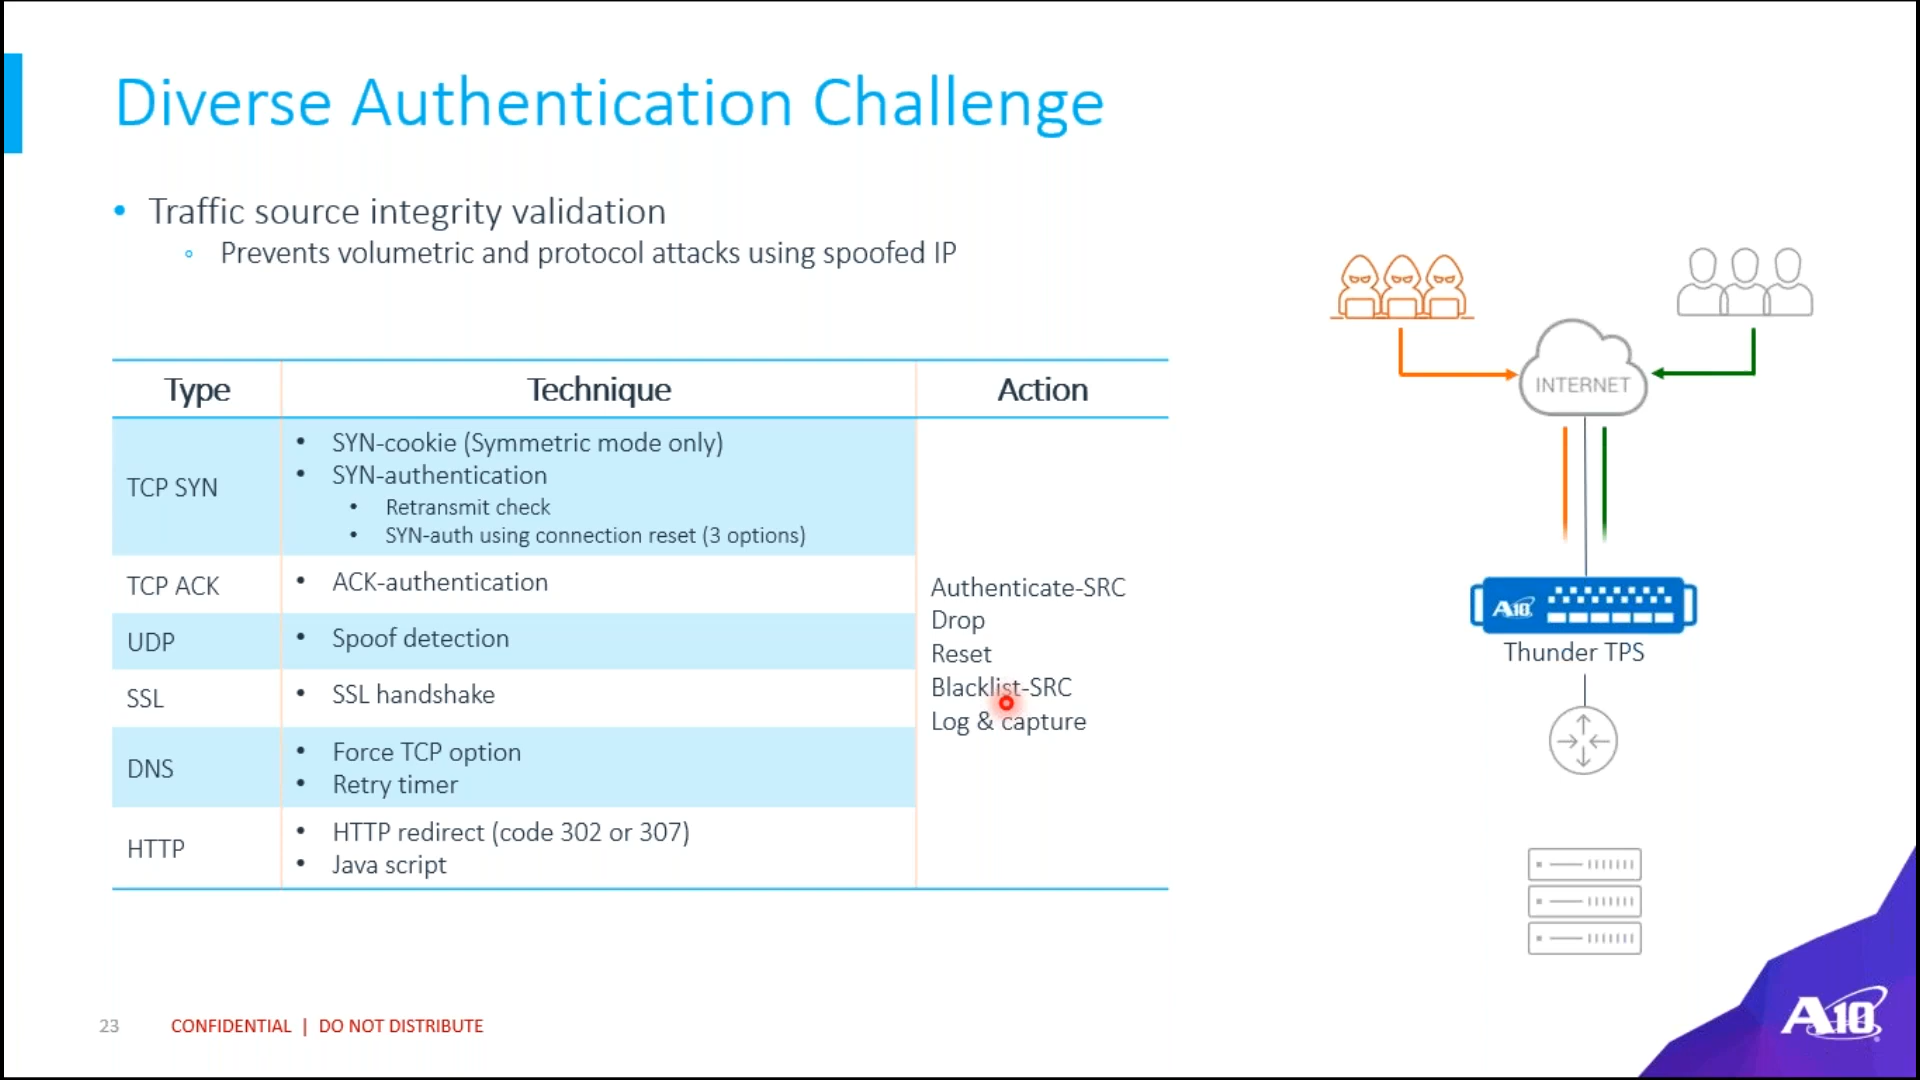 Diverse Authentication Challenge
• Traffic source integrity validation
◦ Prevents volumetric and protocol attacks using spoofed IP
Type Technique Action
TCP SYN
• SYN-cookie (Symmetric mode only)
• SYN-authentication
• Retransmit check
• SYN-auth using connection reset (3 options)
TCP ACK
• ACK-authentication
UDP
• Spoof detection
SSL
• SSL handshake
DNS
• Force TCP option
• Retry timer
HTTP
• HTTP redirect (code 302 or 307)
• Java script
Authenticate-SRC
Drop
Reset
Blacklist-SRC
Log & capture
INTERNET
A10
Thunder TPS
23 CONFIDENTIAL | DO NOT DISTRIBUTE
A10